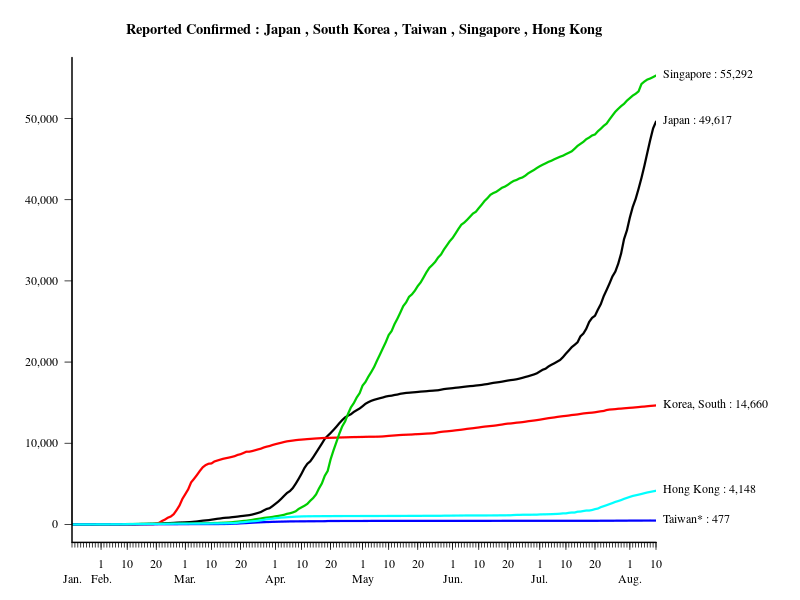 Reported Confirmed : Japan , South Korea , Taiwan , Singapore , Hong Kong
Singapore : 55,292
50,000
Japan : 49,617
40,000
30,000
20,000
Korea, South : 14,660
10,000
Hong Kong : 4,148
Taiwan* : 477
0
1 10 20 1 10 20 1 10 20 1 10 20 1 10 20 1 10 20 1 10
Jan. Feb. Mar. Apr. May Jun. Jul. Aug.